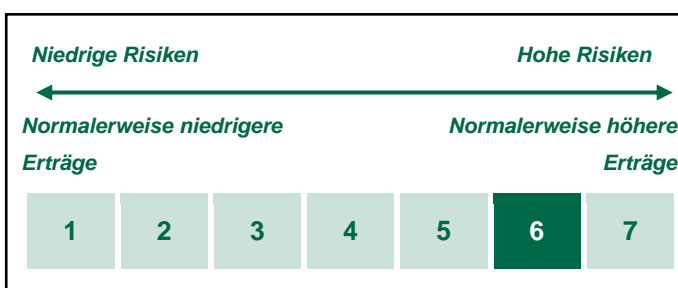 Niedrige Risiken Hohe Risiken
Normalerweise niedrigere Normalerweise höhere
Erträge Erträge
1 2 3 4 5 6 7